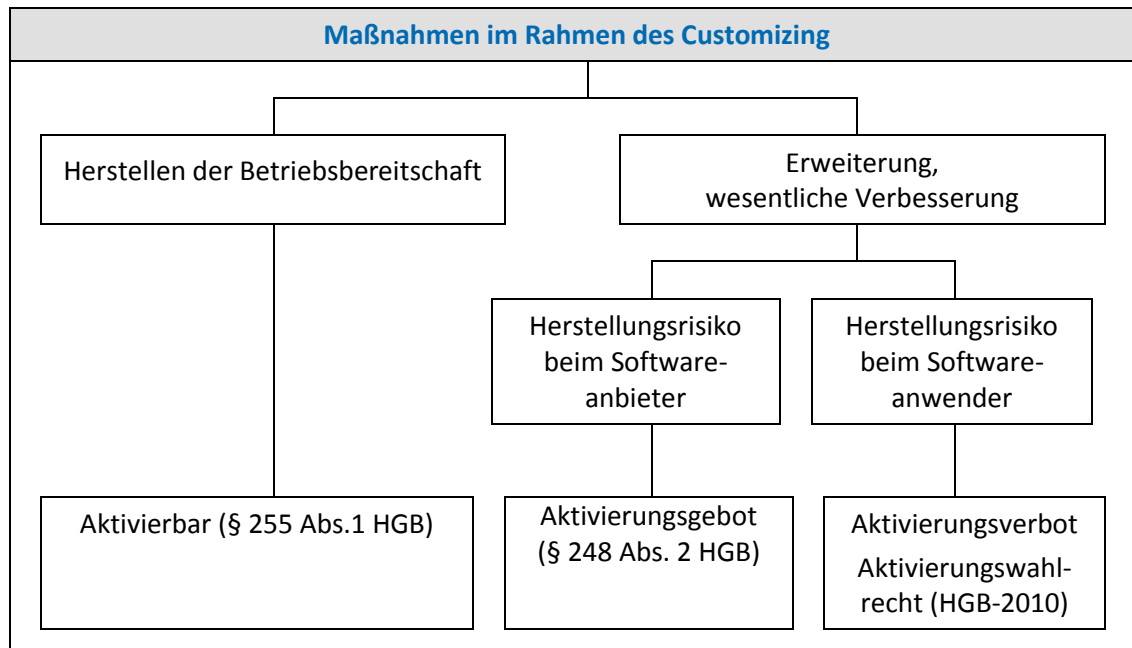 Maßnahmen im Rahmen des Customizing
Herstellen der Betriebsbereitschaft
Erweiterung,
wesentliche Verbesserung
Herstellungsrisiko
beim Software-
anbieter
Herstellungsrisiko
beim Software-
anwender
Aktivierbar (§ 255 Abs.1 HGB)
Aktivierungsgebot
(§ 248 Abs. 2 HGB)
Aktivierungsverbot
Aktivierungswahl-
recht (HGB-2010)